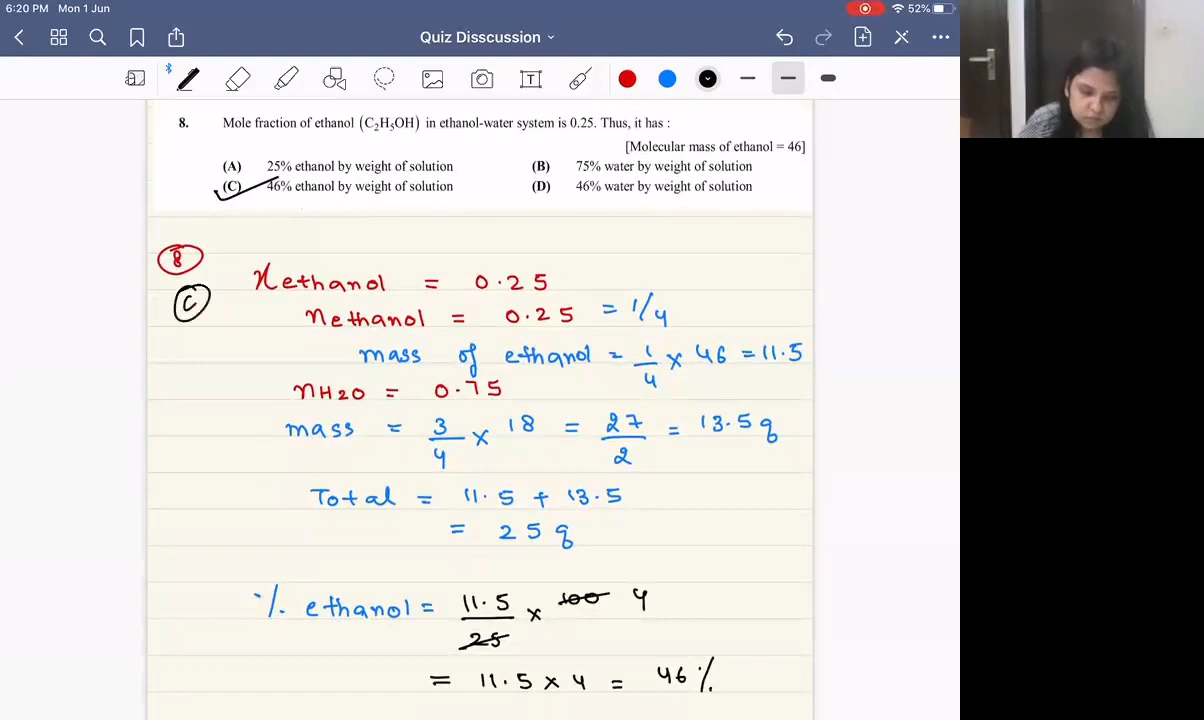 6:20 PM Mon 1 Jun
52%
Quiz Disscussion
8. Mole fraction of ethanol (C₂H₅OH) in ethanol-water system is 0.25. Thus, it has :
[Molecular mass of ethanol = 46]
(A) 25% ethanol by weight of solution (B) 75% water by weight of solution
(C) 46% ethanol by weight of solution (D) 46% water by weight of solution
8
C
Xethanol = 0.25
nethanol = 0.25 = 1/4
mass of ethanol = 1/4 × 46 = 11.5
nH2O = 0.75
mass = 3/4 × 18 = 27/2 = 13.5 g
Total = 11.5 + 13.5
= 25 g
% ethanol = 11.5/25 × 100 4
= 11.5 × 4 = 46%